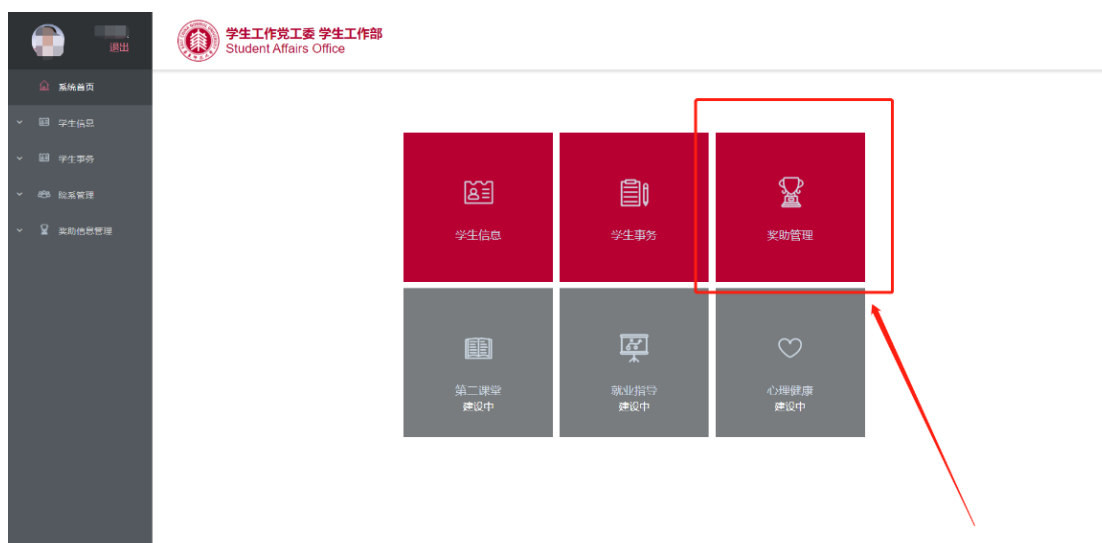 退出
学生工作党工委 学生工作部
Student Affairs Office
系统首页
学生信息
学生事务
院系管理
奖助信息管理
学生信息
学生事务
奖助管理
第二课堂
建设中
就业指导
建设中
心理健康
建设中